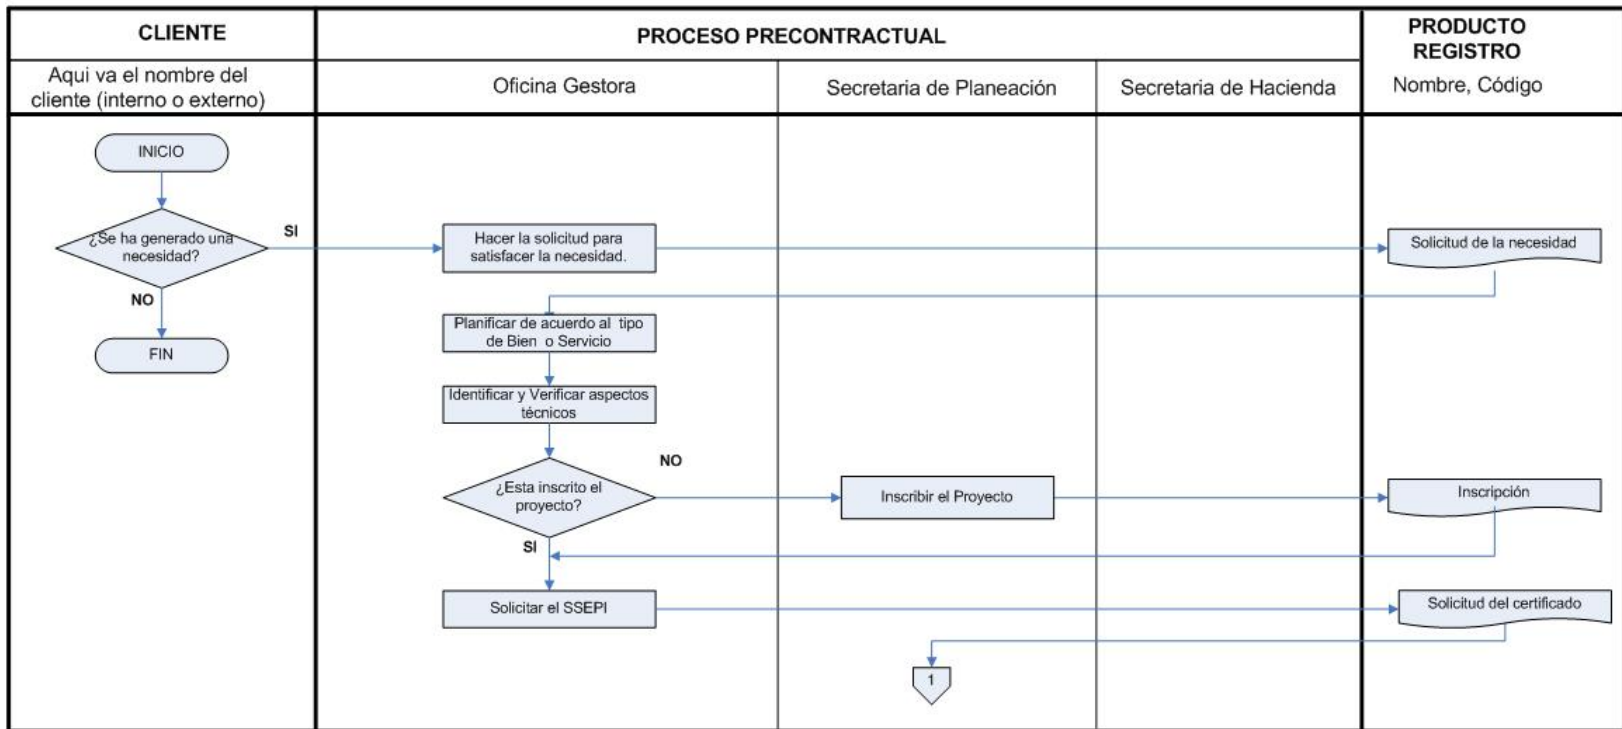 CLIENTE
PROCESO PRECONTRACTUAL
PRODUCTO
REGISTRO
Aqui va el nombre del
cliente (interno o externo)
Oficina Gestora
Secretaria de Planeación
Secretaria de Hacienda
Nombre, Código
INICIO
¿Se ha generado una
necesidad?
SI
Hacer la solicitud para
satisfacer la necesidad.
Solicitud de la necesidad
NO
FIN
Planificar de acuerdo al tipo
de Bien o Servicio
Identificar y Verificar aspectos
técnicos
¿Esta inscrito el
proyecto?
NO
Inscribir el Proyecto
Inscripción
SI
Solicitar el SSEPI
Solicitud del certificado
1